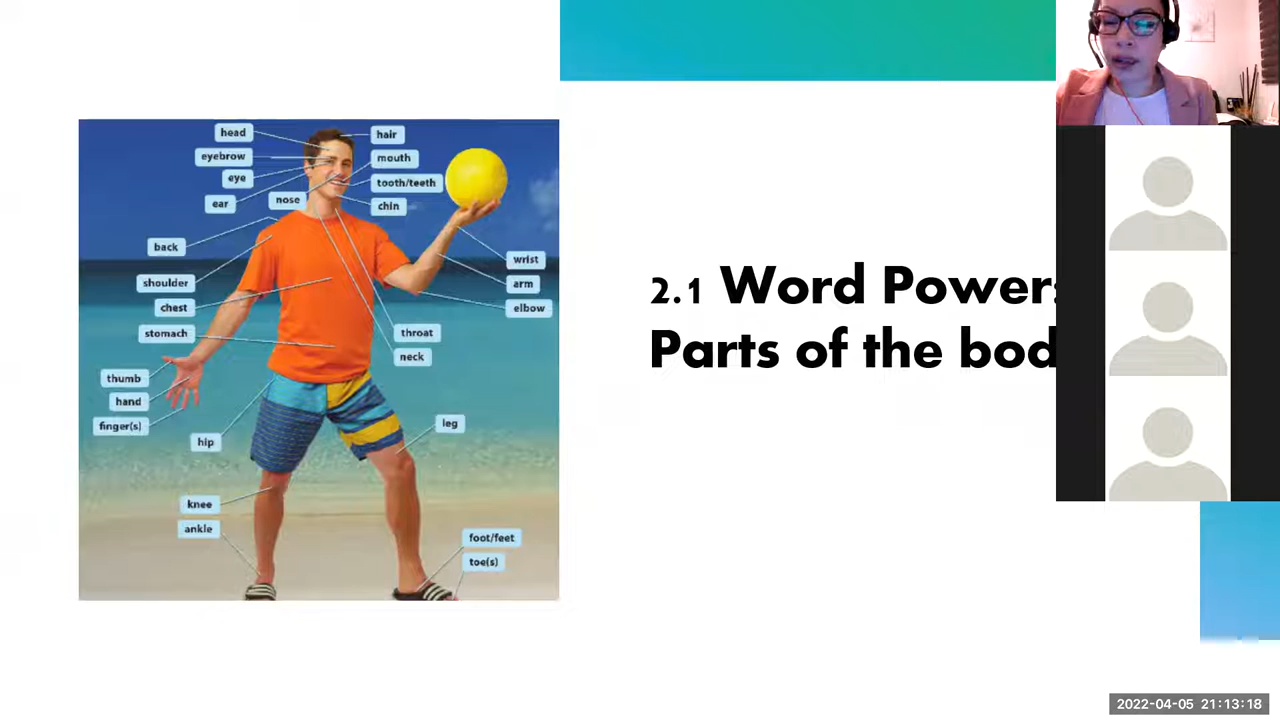 head
hair
eyebrow
mouth
eye
tooth/teeth
ear
nose
chin
back
shoulder
wrist
arm
chest
elbow
stomach
throat
neck
thumb
hand
finger(s)
hip
leg
knee
ankle
foot/feet
toe(s)
2.1 Word Power:
Parts of the bod
2022-04-05 21:13:18